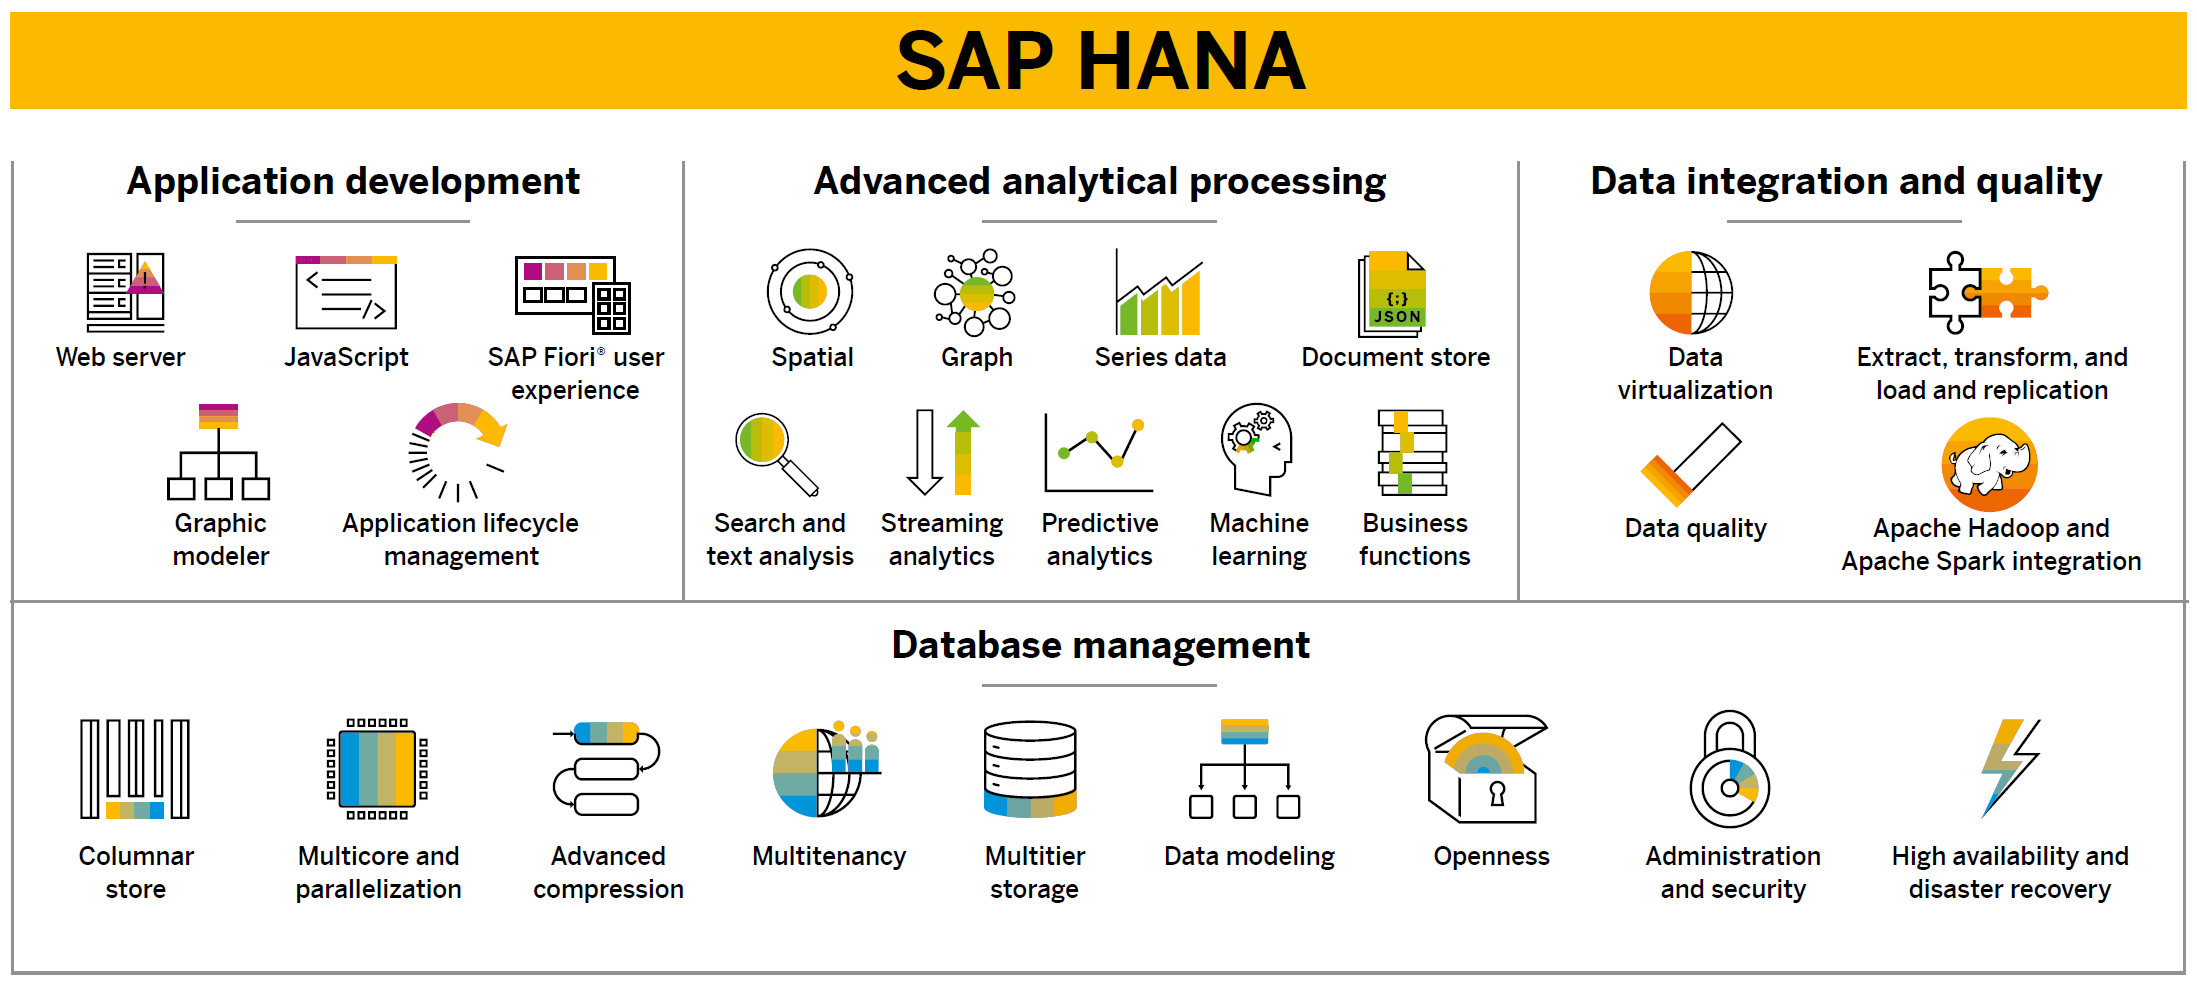 SAP HANA
Application development
Web server
JavaScript
SAP Fiori® user
experience
Graphic
modeler
Application lifecycle
management
Advanced analytical processing
Spatial
Graph
Series data
{;}
JSON
Document store
Search and
text analysis
Streaming
analytics
Predictive
analytics
Machine
learning
Business
functions
Data integration and quality
Data
virtualization
Extract, transform, and
load and replication
Data quality
Apache Hadoop and
Apache Spark integration
Database management
Columnar
store
Multicore and
parallelization
Advanced
compression
Multitenancy
Multitier
storage
Data modeling
Openness
Administration
and security
High availability and
disaster recovery